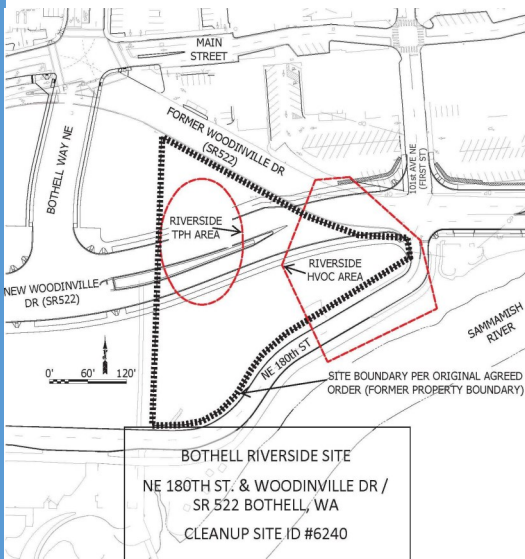 MAIN
STREET
FORMER WOODINVILLE DR
(SR522)
BOTHELL WAY NE
101st AVE NE
(FIRST ST)
RIVERSIDE
TPH AREA
RIVERSIDE
HVOC AREA
NEW WOODINVILLE
DR (SR522)
SAMMAMISH
RIVER
0' 60' 120'
NE 180th ST
SITE BOUNDARY PER ORIGINAL AGREED
ORDER (FORMER PROPERTY BOUNDARY)
BOTHELL RIVERSIDE SITE
NE 180TH ST. & WOODINVILLE DR /
SR 522 BOTHELL, WA
CLEANUP SITE ID #6240